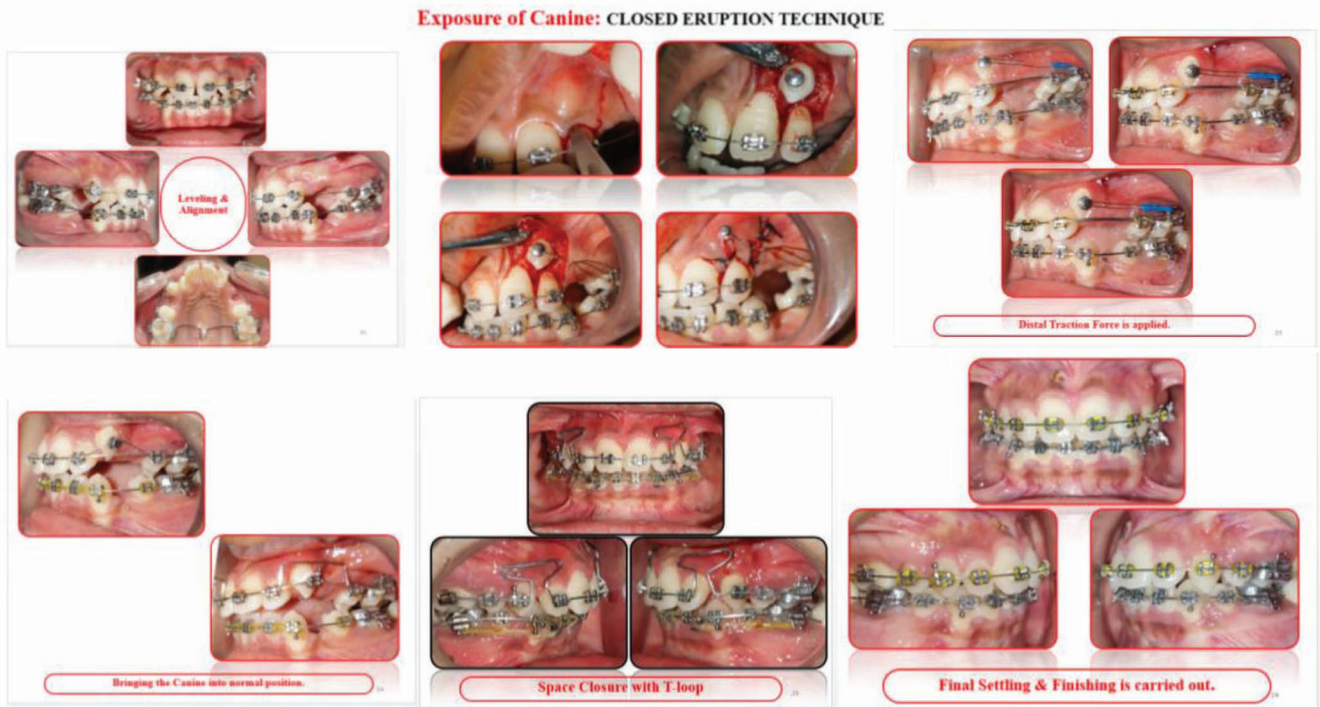 Exposure of Canine: CLOSED ERUPTION TECHNIQUE
Leveling &
Alignment
Distal Traction Force is applied.
Bringing the Canine into normal position.
Space Closure with T-loop
Final Settling & Finishing is carried out.